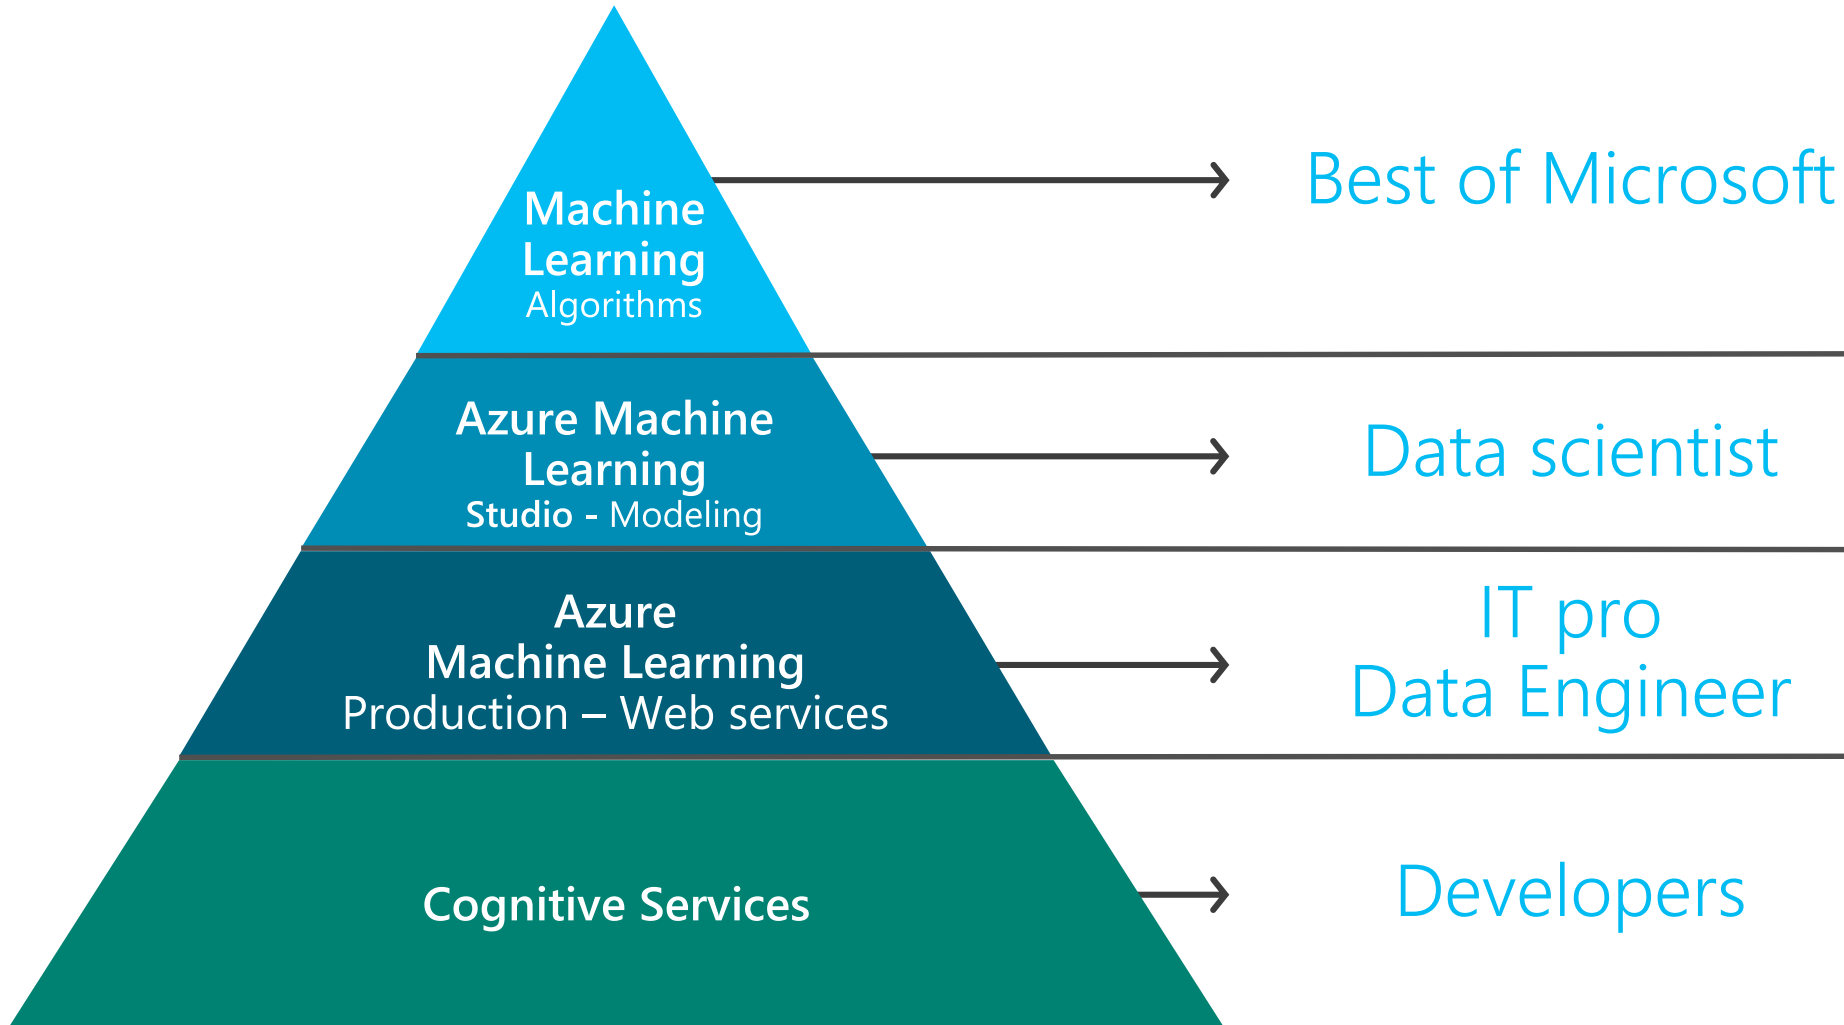 Machine
Learning
Algorithms
Best of Microsoft
Azure Machine
Learning
Studio - Modeling
Data scientist
Azure
Machine Learning
Production – Web services
IT pro
Data Engineer
Cognitive Services
Developers